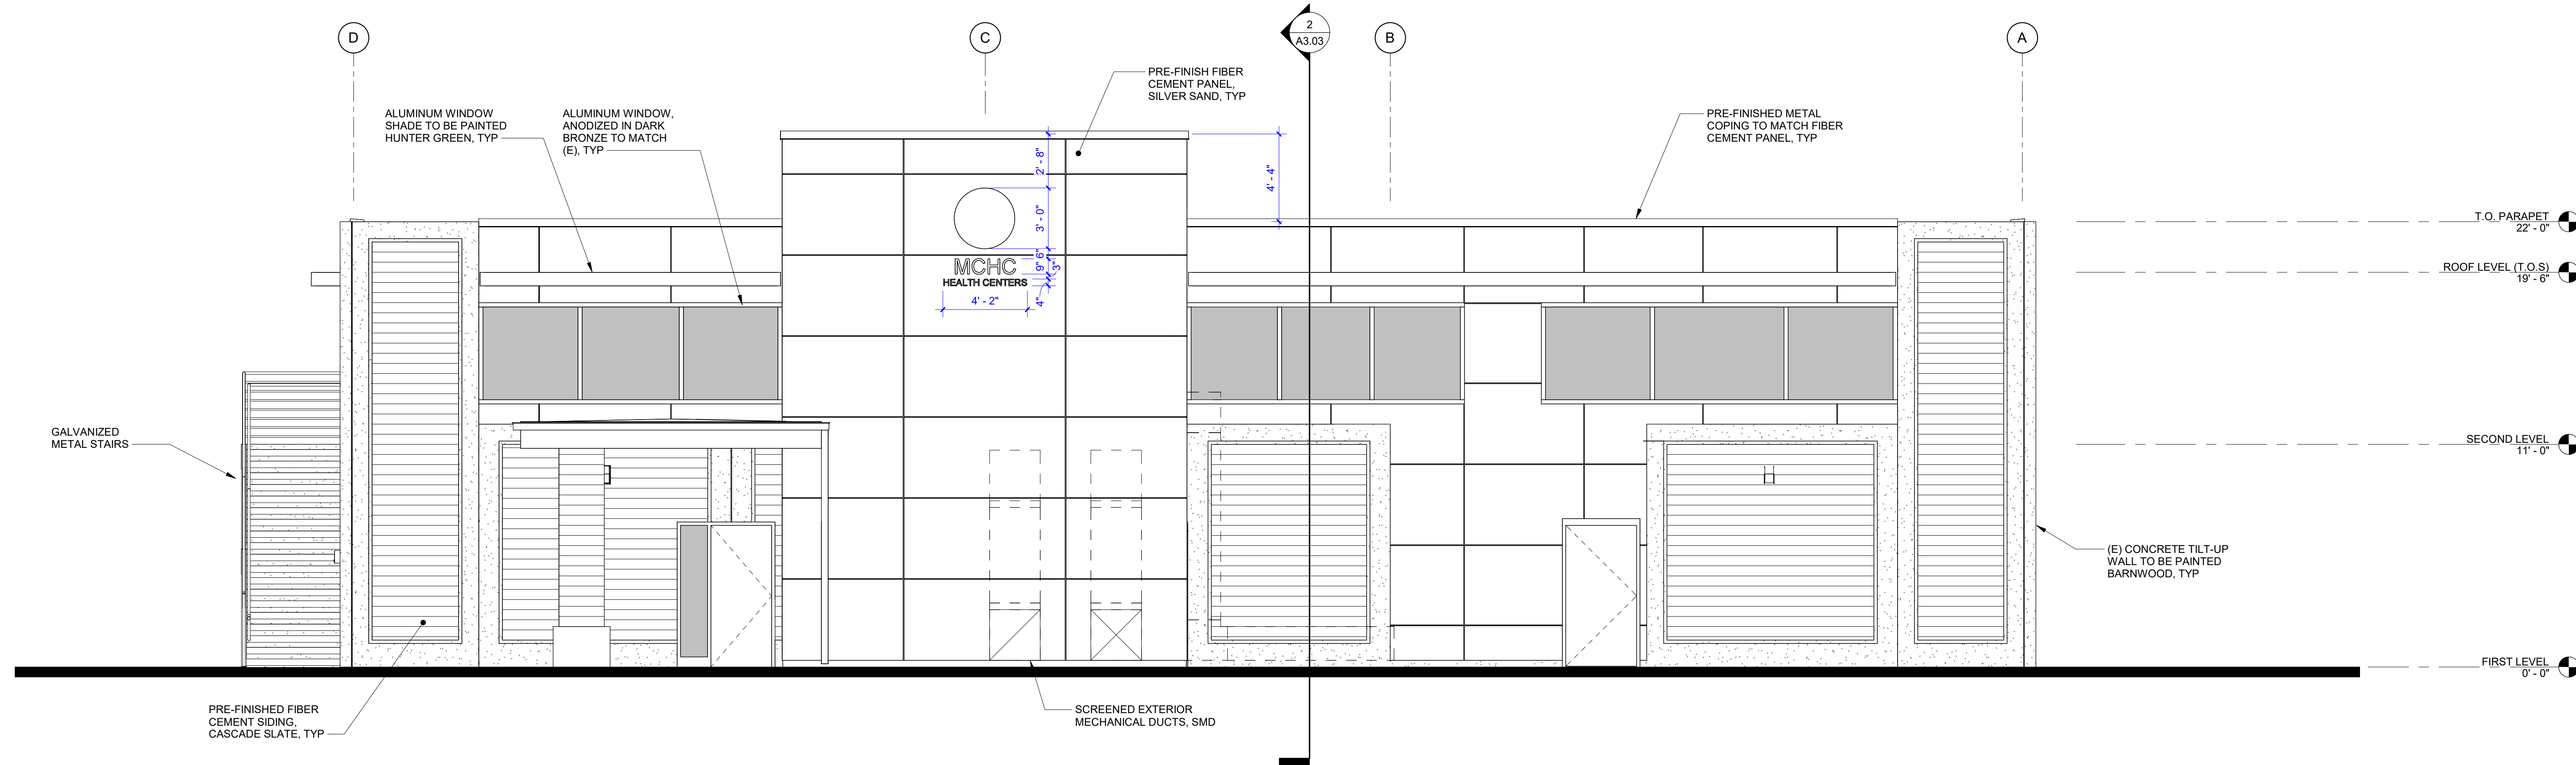 D
C
2
A3.03
B
A
PRE-FINISH FIBER
CEMENT PANEL,
SILVER SAND, TYP
ALUMINUM WINDOW
SHADE TO BE PAINTED
HUNTER GREEN, TYP
ALUMINUM WINDOW,
ANODIZED IN DARK
BRONZE TO MATCH
(E), TYP
PRE-FINISHED METAL
COPING TO MATCH FIBER
CEMENT PANEL, TYP
2' - 8"
4' - 4"
3' - 0"
6"
9"
3"
4"
MCHC
HEALTH CENTERS
4' - 2"
T.O. PARAPET
22' - 0"
ROOF LEVEL (T.O.S)
19' - 6"
GALVANIZED
METAL STAIRS
SECOND LEVEL
11' - 0"
(E) CONCRETE TILT-UP
WALL TO BE PAINTED
BARNWOOD, TYP
FIRST LEVEL
0' - 0"
PRE-FINISHED FIBER
CEMENT SIDING,
CASCADE SLATE, TYP
SCREENED EXTERIOR
MECHANICAL DUCTS, SMD